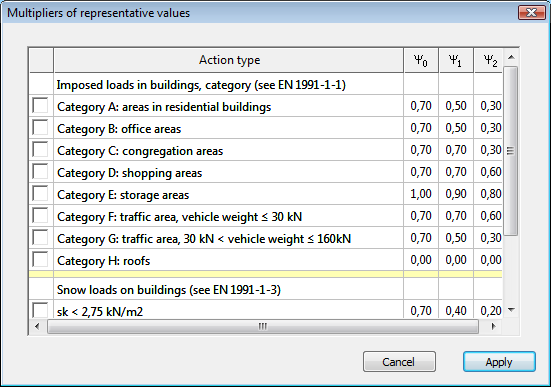 Multipliers of representative values
Action type Ψ0 Ψ1 Ψ2
Imposed loads in buildings, category (see EN 1991-1-1)
Category A: areas in residential buildings 0,70 0,50 0,30
Category B: office areas 0,70 0,50 0,30
Category C: congregation areas 0,70 0,70 0,30
Category D: shopping areas 0,70 0,70 0,60
Category E: storage areas 1,00 0,90 0,80
Category F: traffic area, vehicle weight ≤ 30 kN 0,70 0,70 0,60
Category G: traffic area, 30 kN < vehicle weight ≤ 160kN 0,70 0,50 0,30
Category H: roofs 0,00 0,00 0,00
Snow loads on buildings (see EN 1991-1-3)
sk < 2,75 kN/m2 0,70 0,40 0,20
Cancel Apply